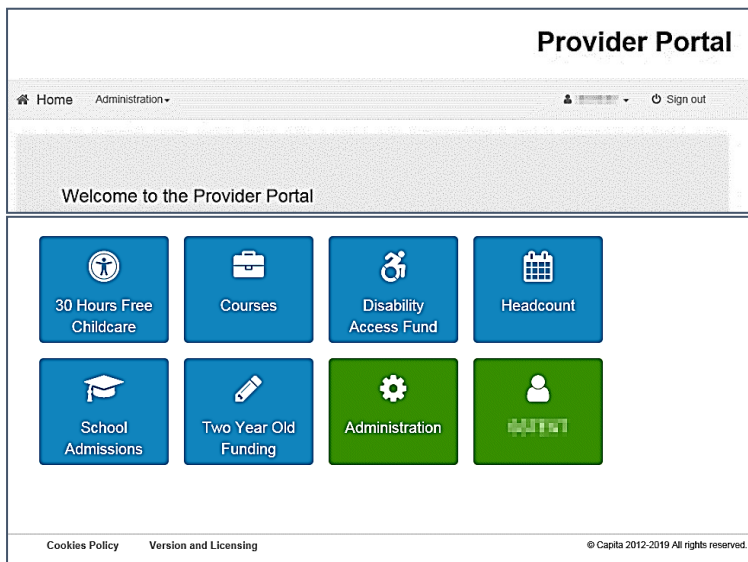 Provider Portal
Home Administration Sign out
Welcome to the Provider Portal
30 Hours Free
Childcare
Courses
Disability
Access Fund
Headcount
School
Admissions
Two Year Old
Funding
Administration
Cookies Policy Version and Licensing © Capita 2012-2019 All rights reserved.